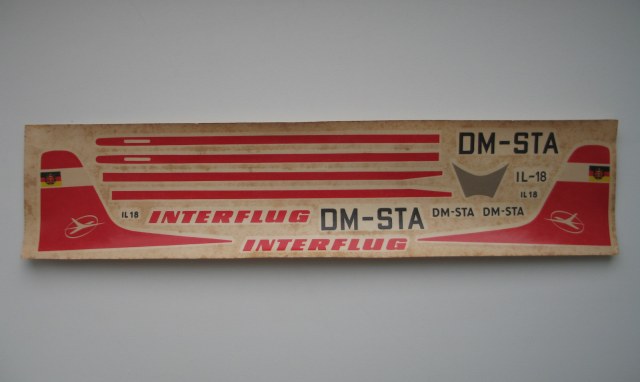 DM-STA
IL-18
IL 18
IL 18 INTERFLUG DM-STA DM-STA DM-STA
INTERFLUG